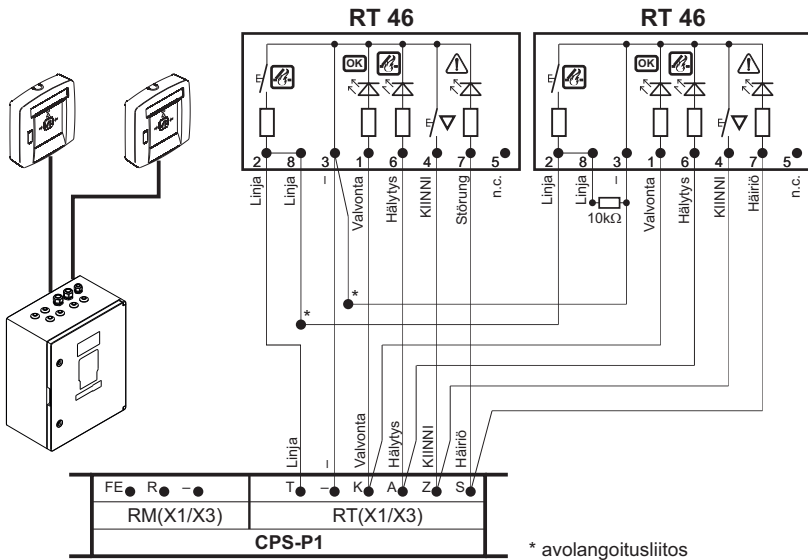 RT 46
RT 46
OK
OK
2 8 3 1 6 4 7 5
2 8 3 1 6 4 7 5
Linja
Linja
–
Valvonta
Hälytys
KIINNI
Störung
n.c.
Linja
Linja
–
Valvonta
Hälytys
KIINNI
Häiriö
n.c.
10kΩ
*
*
Linja
–
Valvonta
Hälytys
KIINNI
Häiriö
FE R –
T – K A Z S
RM(X1/X3)
RT(X1/X3)
CPS-P1
* avolangoitusliitos